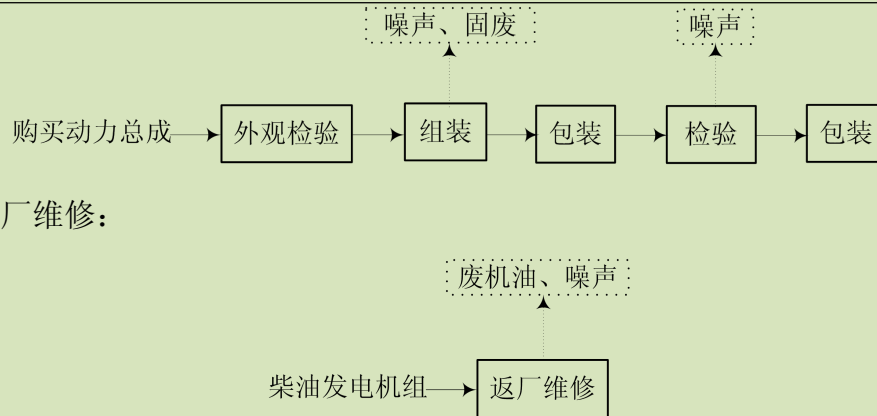 噪声、固废 噪声
购买动力总成 外观检验 组装 包装 检验 包装
厂维修：
废机油、噪声
柴油发电机组 返厂维修